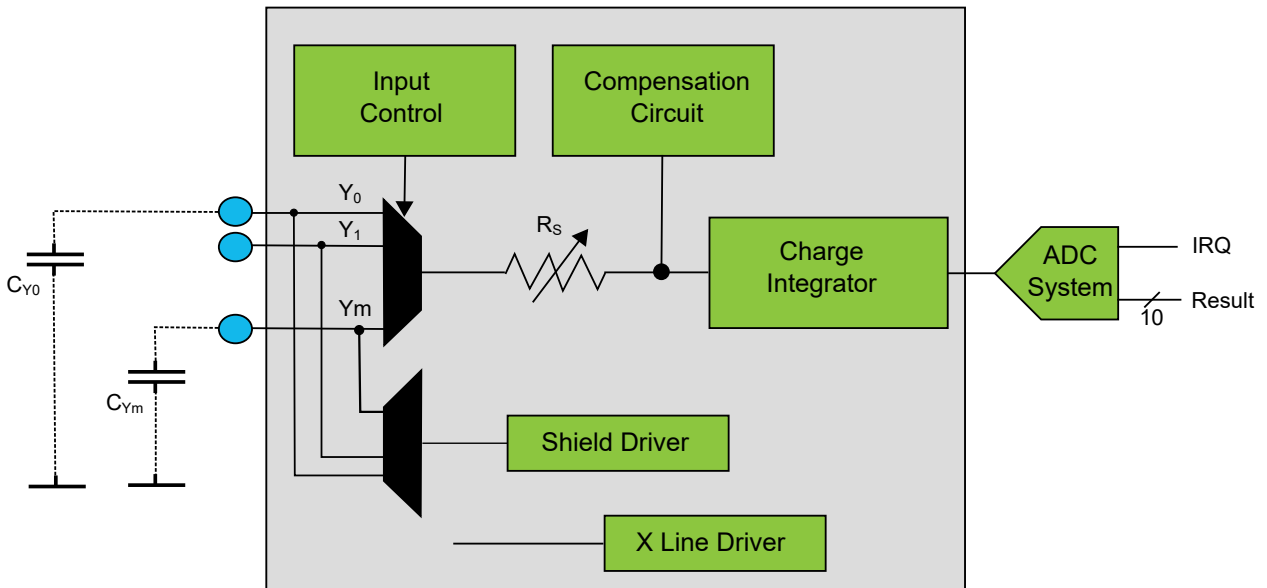 Input
Control
Compensation
Circuit
Y0
Y1
Ym
RS
Charge
Integrator
ADC
System
IRQ
Result
10
CY0
CYm
Shield Driver
X Line Driver